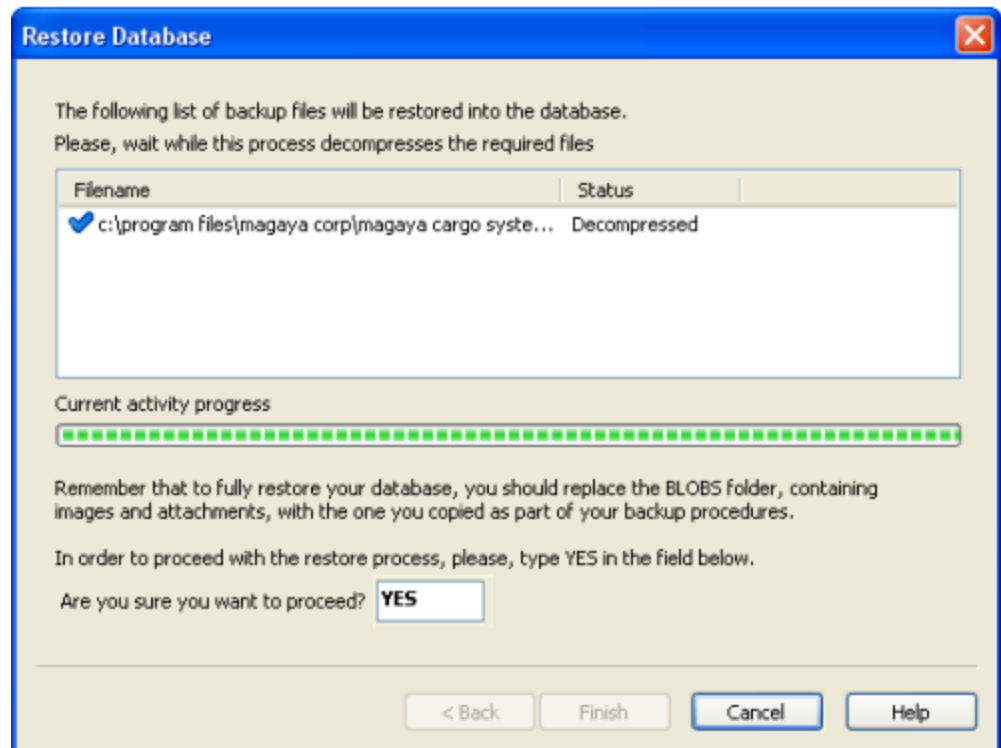 Restore Database
The following list of backup files will be restored into the database.
Please, wait while this process decompresses the required files
Filename Status
c:\program files\magaya corp\magaya cargo syste... Decompressed
Current activity progress
Remember that to fully restore your database, you should replace the BLOBS folder, containing
images and attachments, with the one you copied as part of your backup procedures.
In order to proceed with the restore process, please, type YES in the field below.
Are you sure you want to proceed? YES
< Back Finish Cancel Help